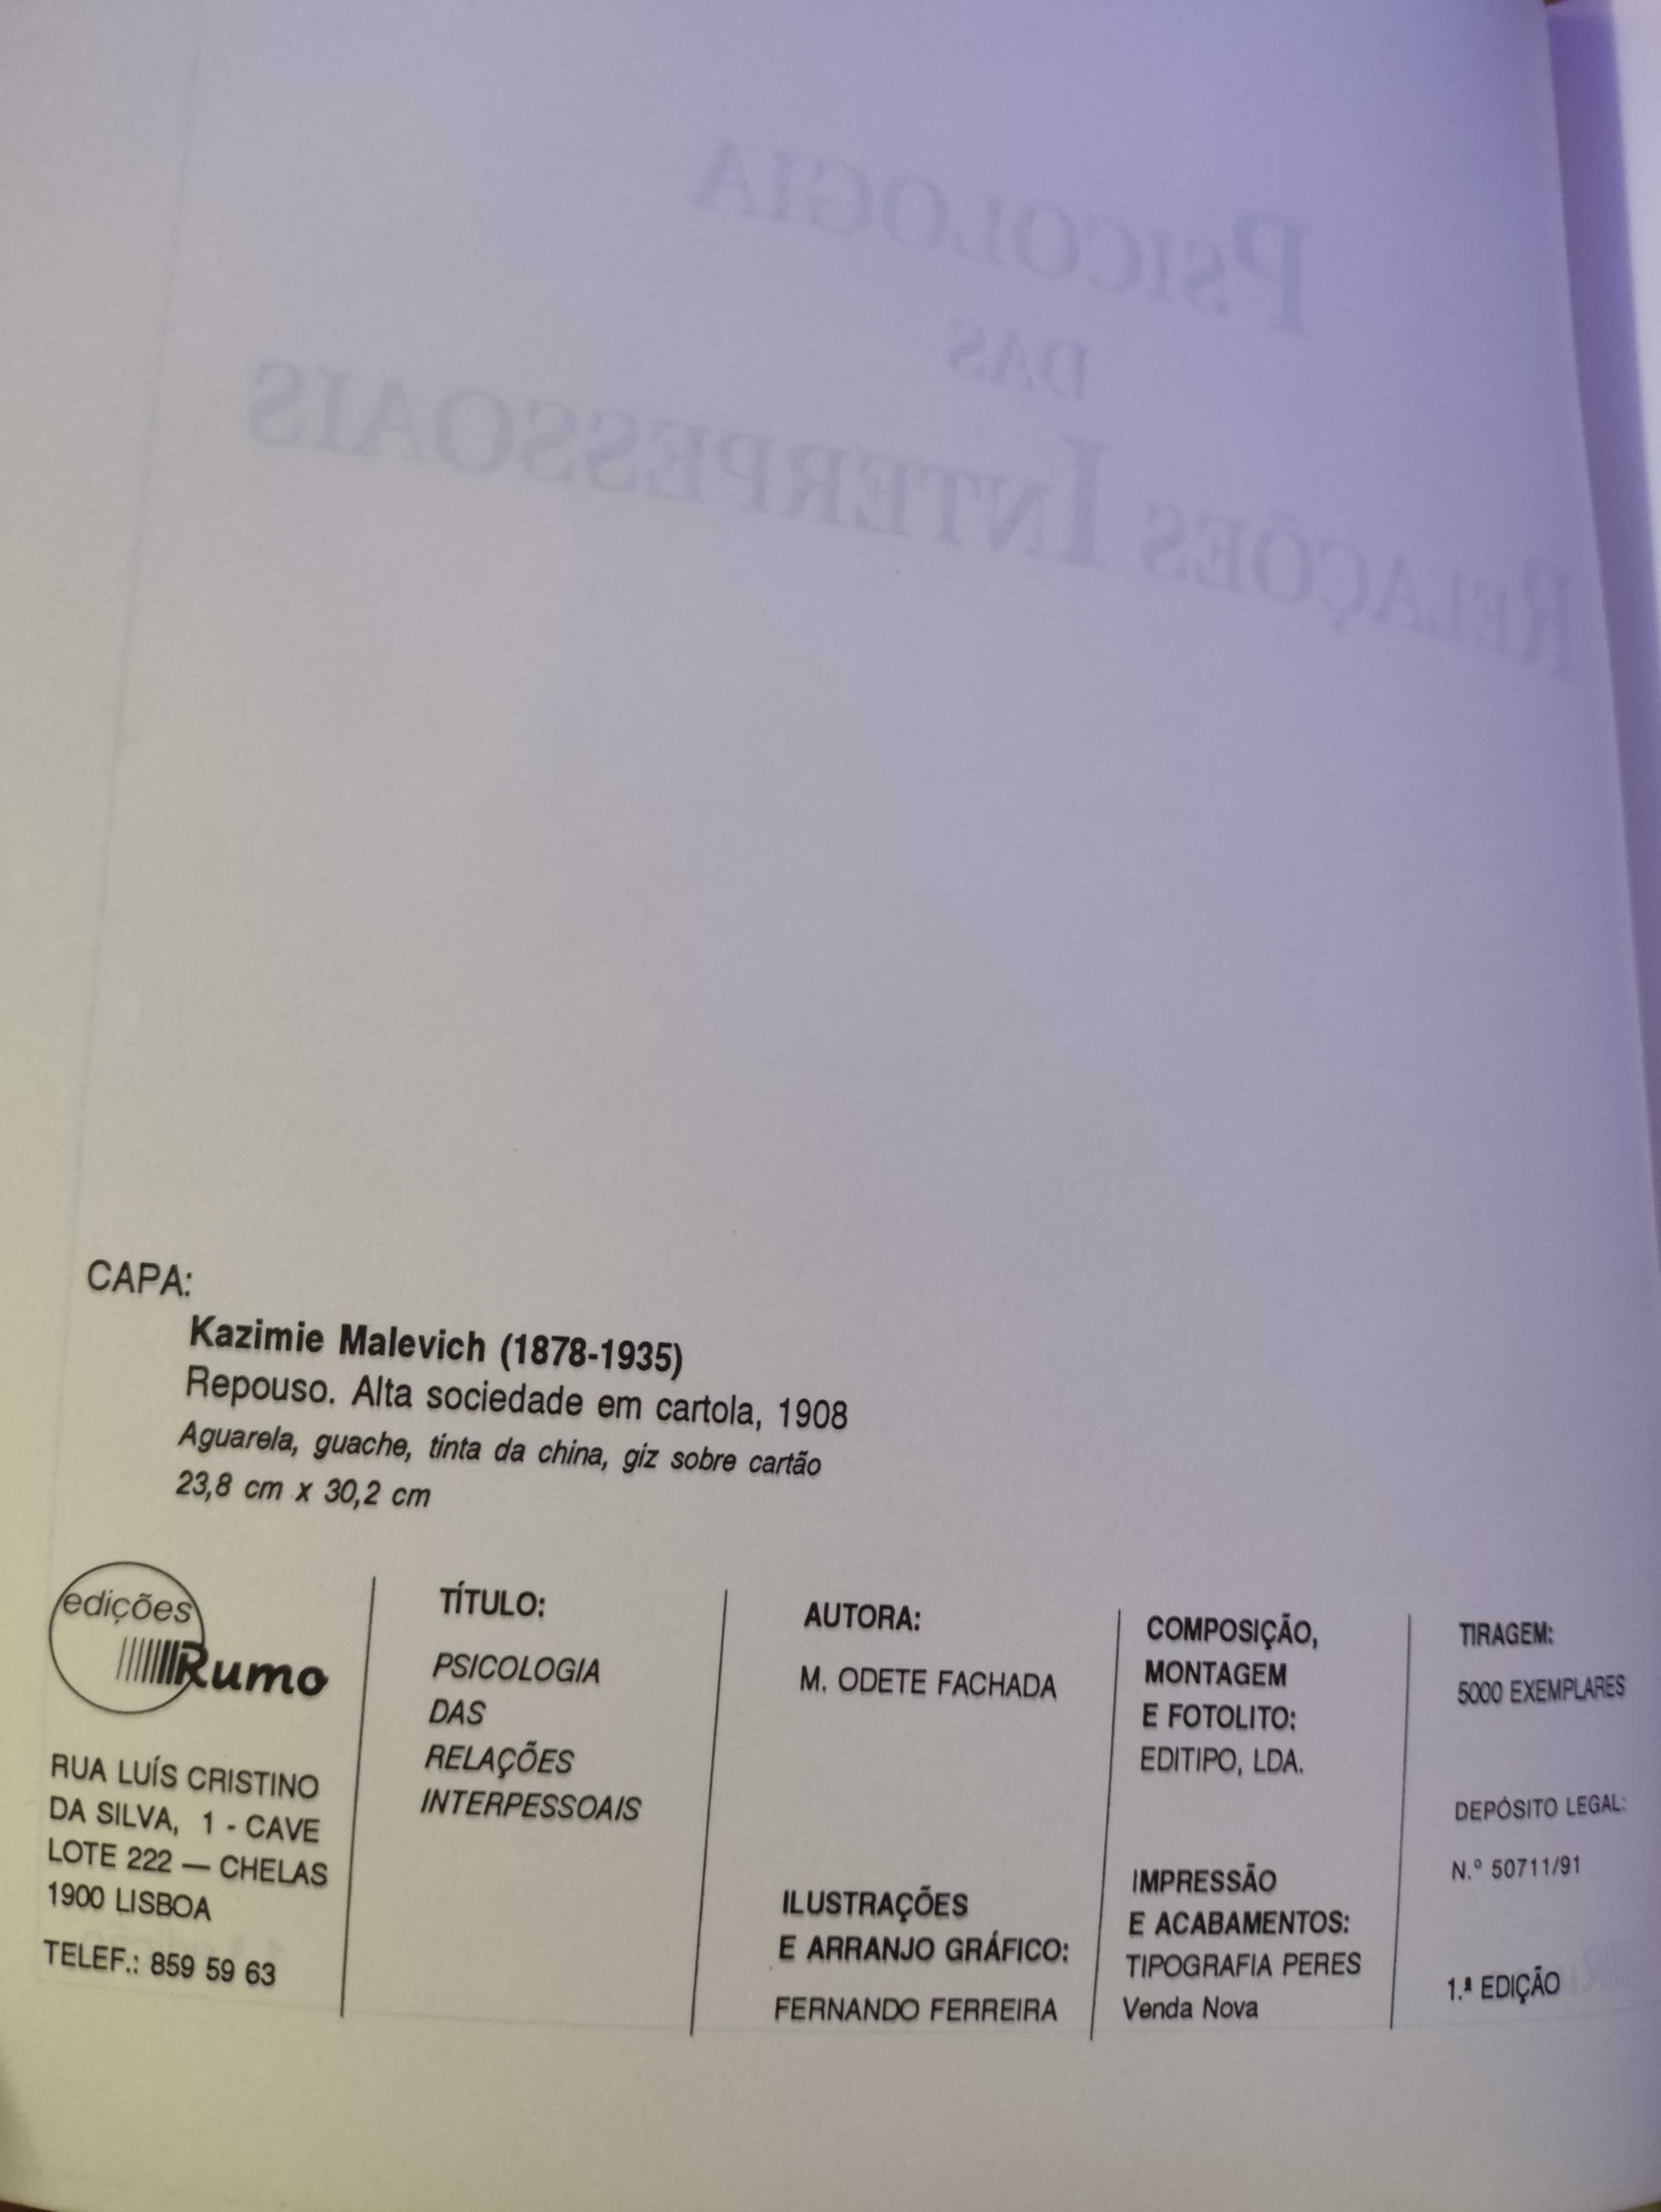 PSICOLOGIA
DAS
RELAÇÕES INTERPESSOAIS
CAPA:
Kazimie Malevich (1878-1935)
Repouso. Alta sociedade em cartola, 1908
Aguarela, guache, tinta da china, giz sobre cartão
23,8 cm x 30,2 cm
edições
Rumo
RUA LUÍS CRISTINO
DA SILVA, 1 - CAVE
LOTE 222 — CHELAS
1900 LISBOA
TELEF.: 859 59 63
TÍTULO:
PSICOLOGIA
DAS
RELAÇÕES
INTERPESSOAIS
AUTORA:
M. ODETE FACHADA
ILUSTRAÇÕES
E ARRANJO GRÁFICO:
FERNANDO FERREIRA
COMPOSIÇÃO,
MONTAGEM
E FOTOLITO:
EDITIPO, LDA.
IMPRESSÃO
E ACABAMENTOS:
TIPOGRAFIA PERES
Venda Nova
TIRAGEM:
5000 EXEMPLARES
DEPÓSITO LEGAL:
N.º 50711/91
1.ª EDIÇÃO